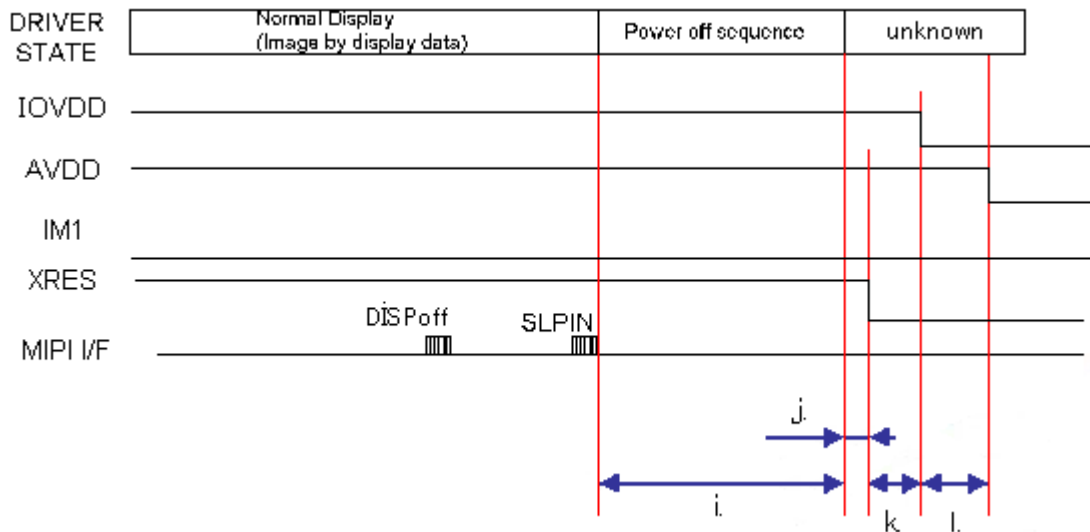 DRIVER
STATE
Normal Display
(Image by display data)
Power off sequence
unknown
IOVDD
AVDD
IM1
XRES
DISPoff
SLPIN
MIPI I/F
j.
i.
k
l.